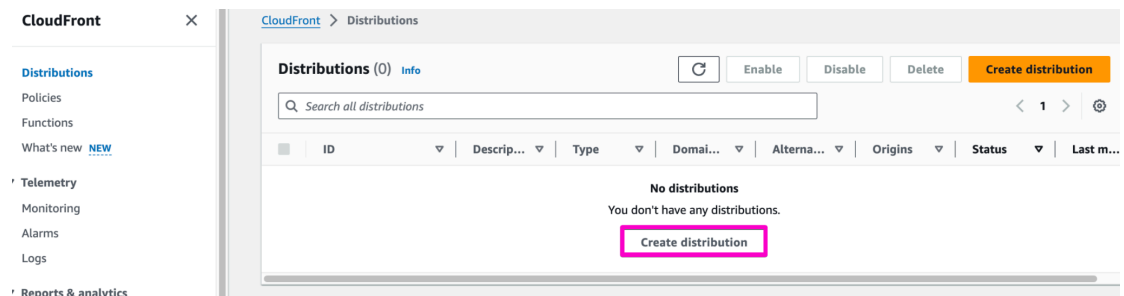 CloudFront
Distributions
Policies
Functions
What's new NEW
Telemetry
Monitoring
Alarms
Logs
Reports & analytics
CloudFront > Distributions
Distributions (0) Info
Enable
Disable
Delete
Create distribution
Search all distributions
1
ID
Descrip...
Type
Domai...
Alterna...
Origins
Status
Last m...
No distributions
You don't have any distributions.
Create distribution